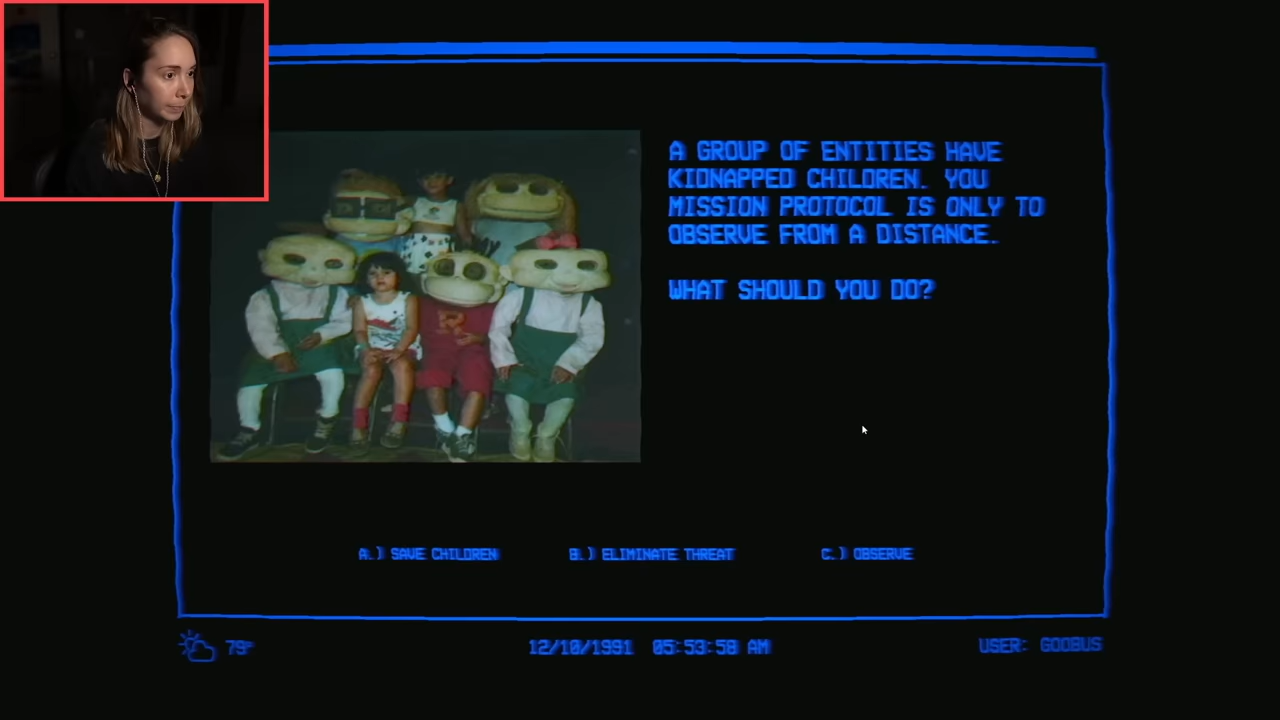 A GROUP OF ENTITIES HAVE
KIDNAPPED CHILDREN. YOU
MISSION PROTOCOL IS ONLY TO
OBSERVE FROM A DISTANCE.
WHAT SHOULD YOU DO?
R
A.) SAVE CHILDREN
B.) ELIMINATE THREAT
C.) OBSERVE
79°
12/10/1991 05:53:58 AM
USER: GOOBUS